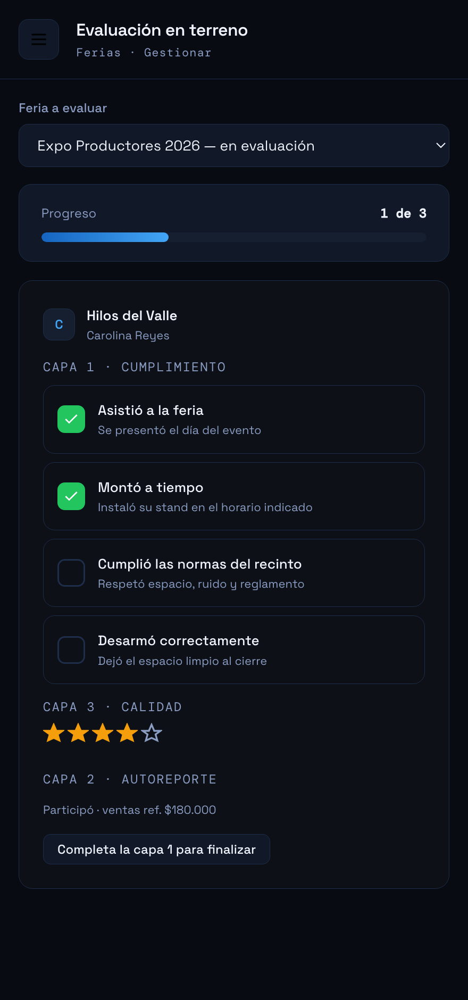 Evaluación en terreno
Ferias · Gestionar
Feria a evaluar
Expo Productores 2026 — en evaluación
Progreso
1 de 3
C
Hilos del Valle
Carolina Reyes
CAPA 1 · CUMPLIMIENTO
Asistió a la feria
Se presentó el día del evento
Montó a tiempo
Instaló su stand en el horario indicado
Cumplió las normas del recinto
Respetó espacio, ruido y reglamento
Desarmó correctamente
Dejó el espacio limpio al cierre
CAPA 3 · CALIDAD
CAPA 2 · AUTOREPORTE
Participó · ventas ref. $180.000
Completa la capa 1 para finalizar